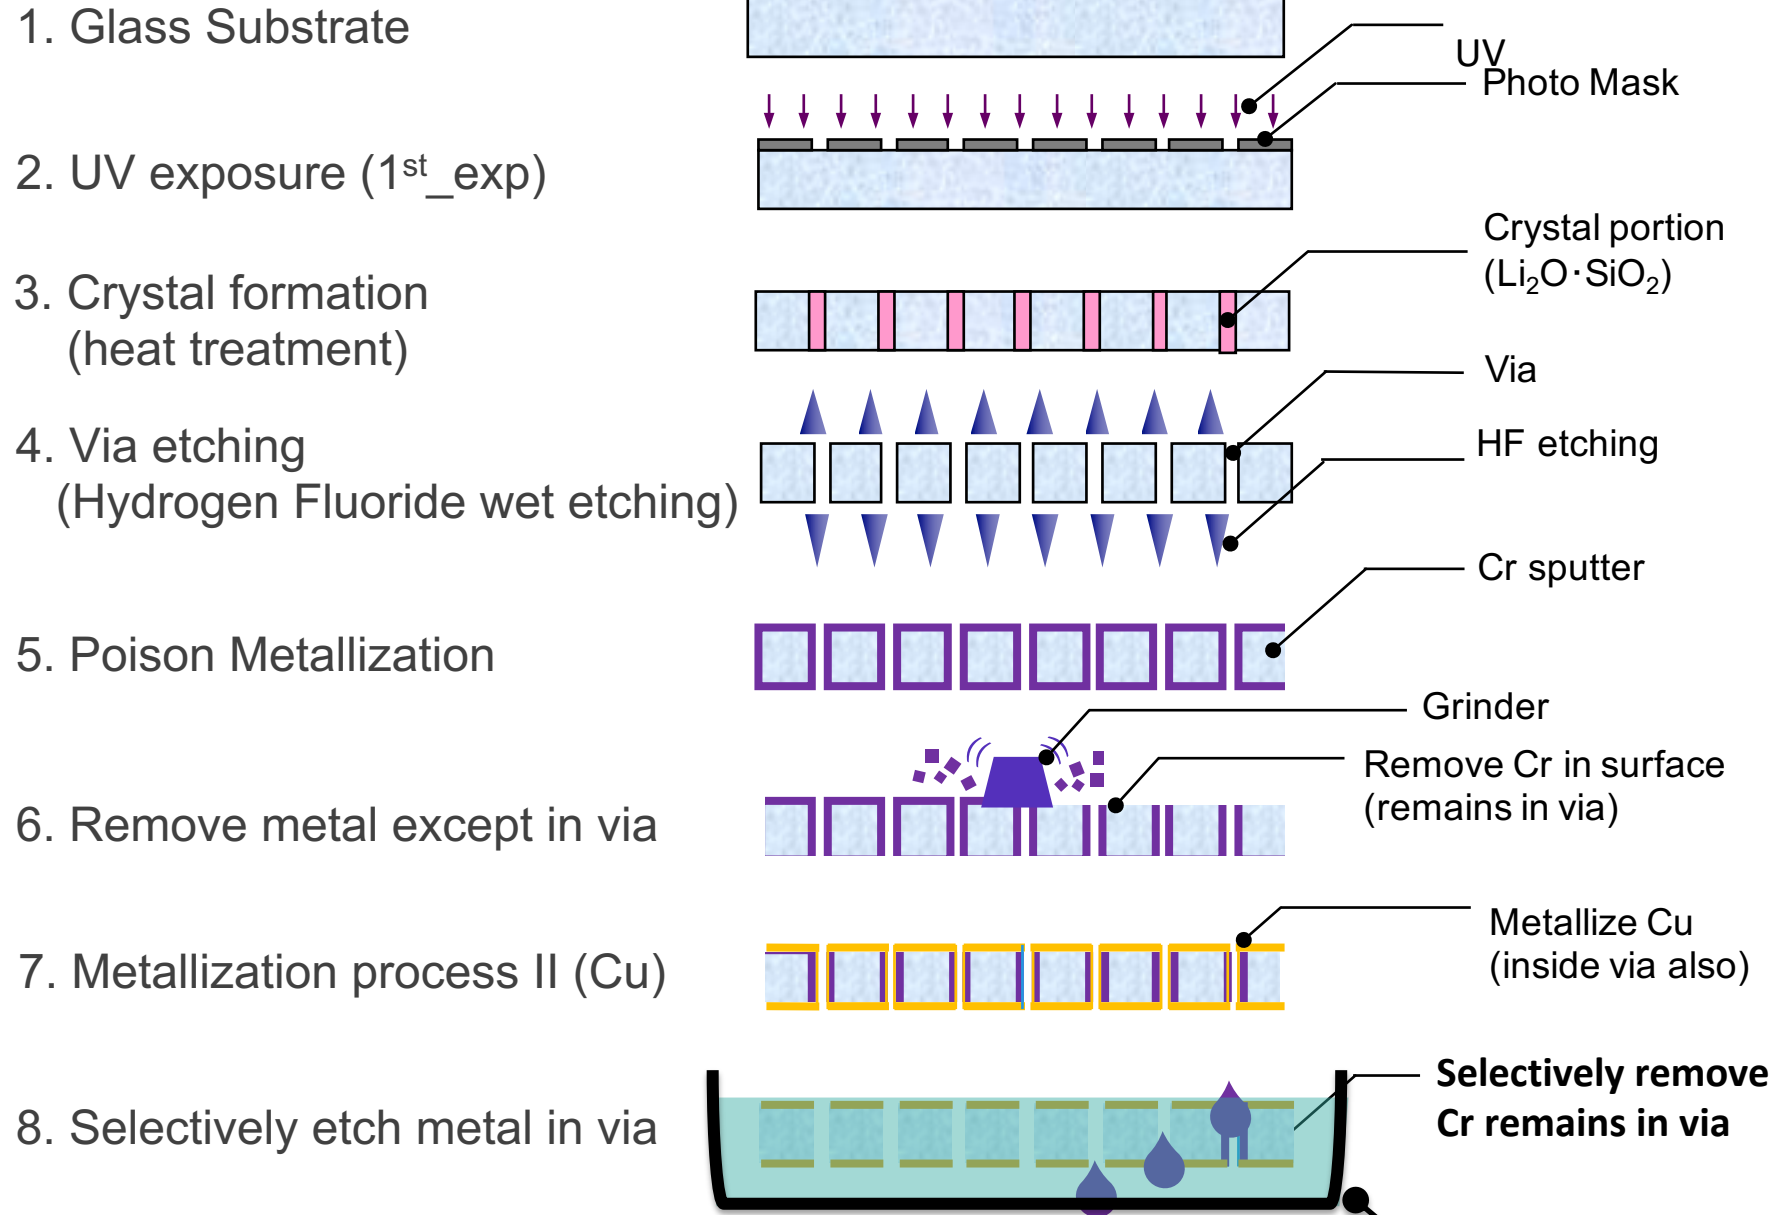 1. Glass Substrate
UV
Photo Mask
2. UV exposure (1st_exp)
Crystal portion
(Li₂O·SiO₂)
3. Crystal formation
(heat treatment)
Via
4. Via etching
(Hydrogen Fluoride wet etching)
HF etching
Cr sputter
5. Poison Metallization
Grinder
Remove Cr in surface
(remains in via)
6. Remove metal except in via
Metallize Cu
(inside via also)
7. Metallization process II (Cu)
Selectively remove
Cr remains in via
8. Selectively etch metal in via